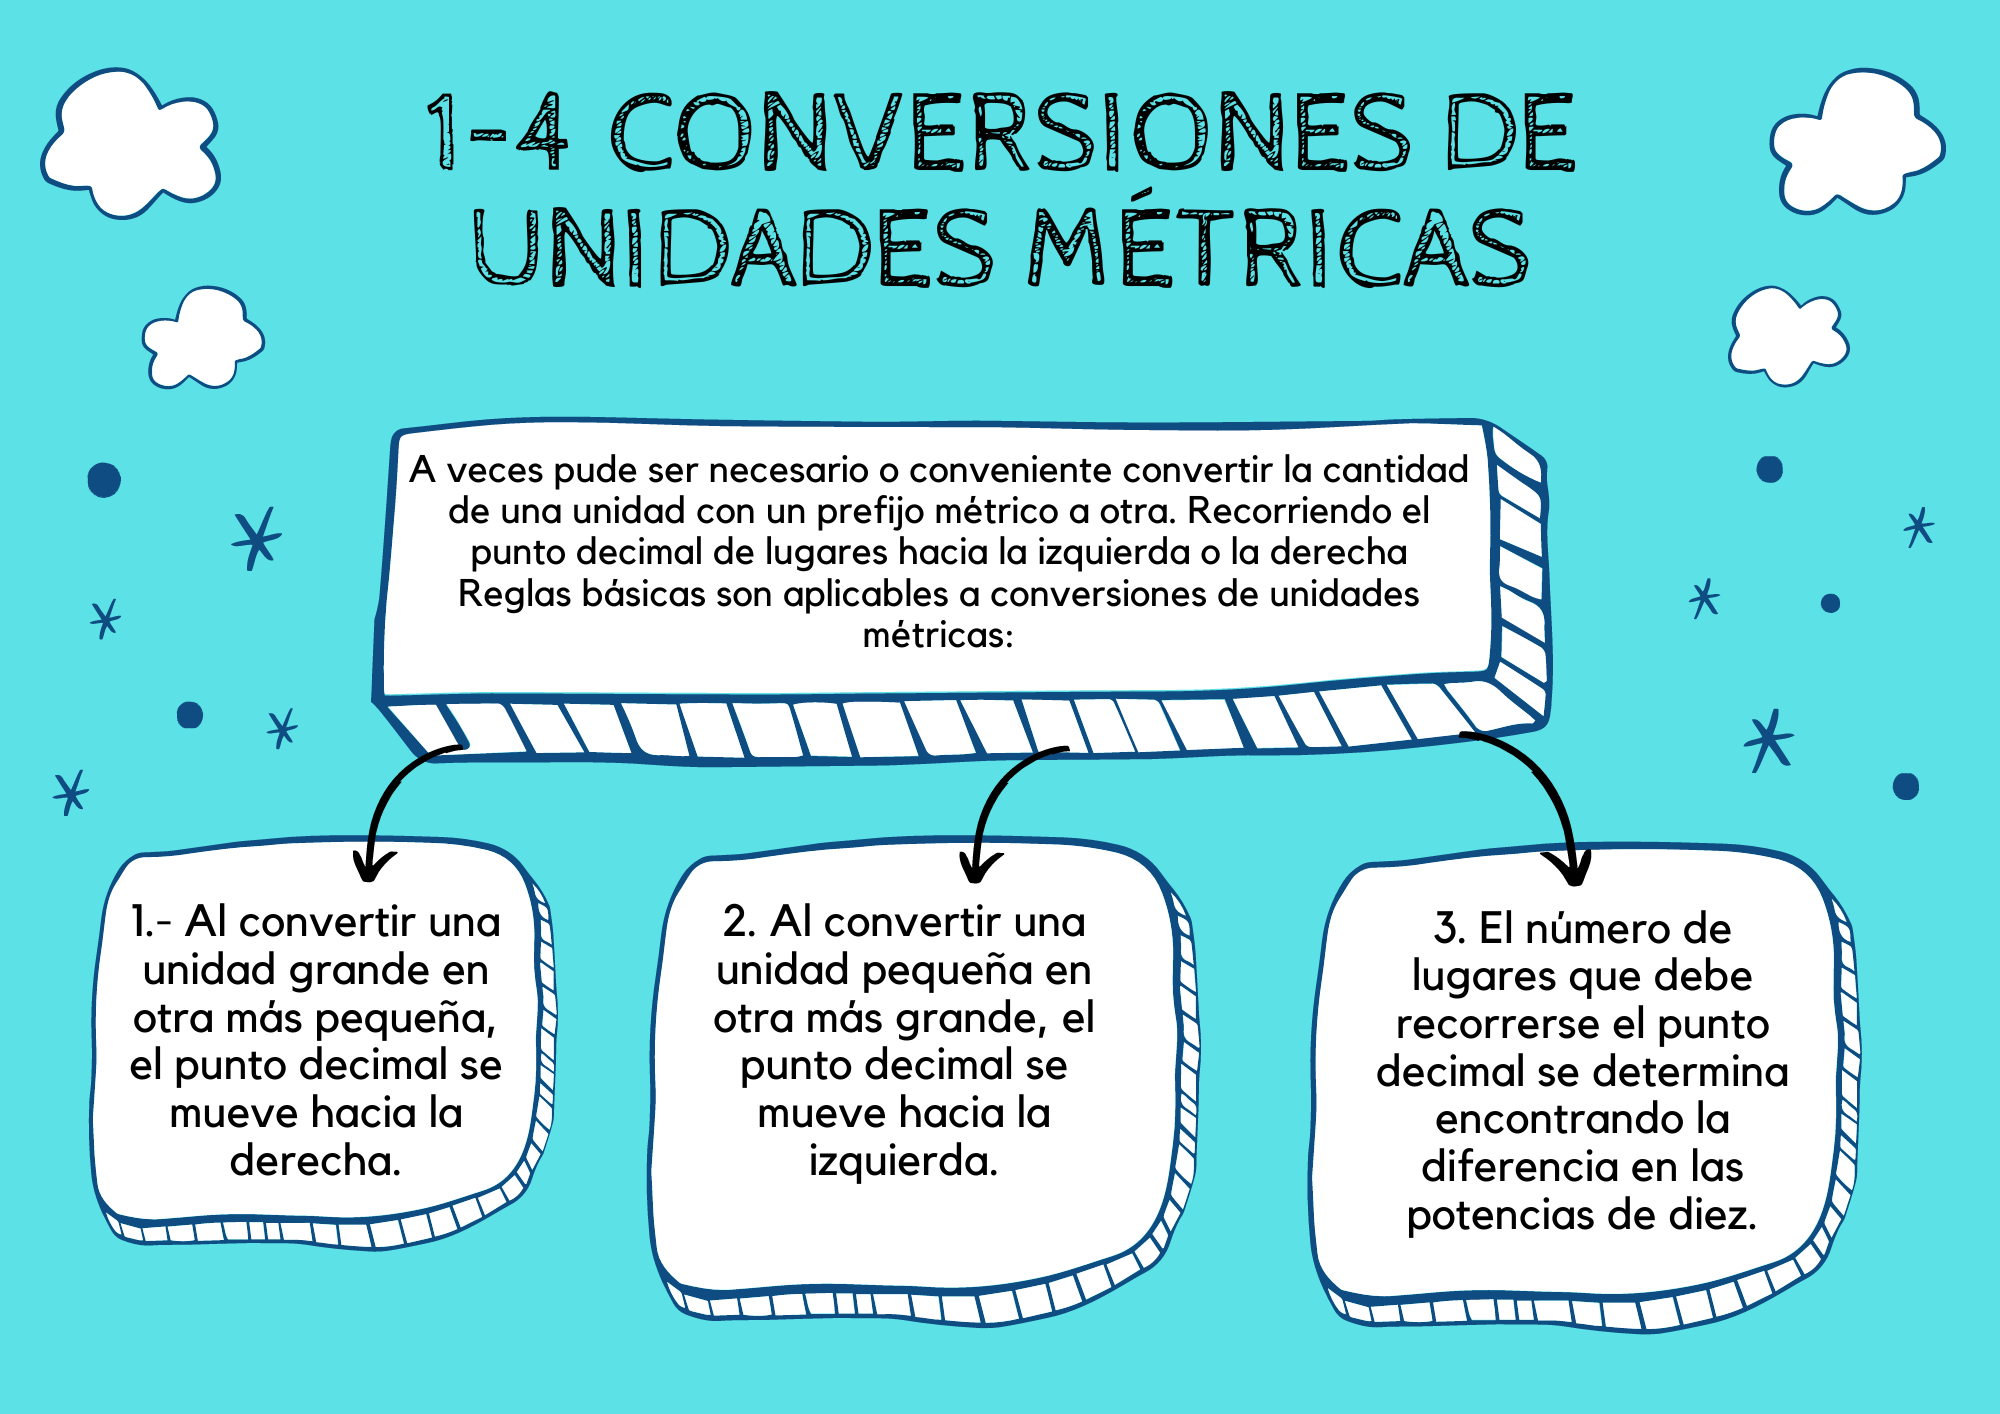 1-4 CONVERSIONES DE
UNIDADES MÉTRICAS
A veces pude ser necesario o conveniente convertir la cantidad
de una unidad con un prefijo métrico a otra. Recorriendo el
punto decimal de lugares hacia la izquierda o la derecha
Reglas básicas son aplicables a conversiones de unidades
métricas:
1.- Al convertir una
unidad grande en
otra más pequeña,
el punto decimal se
mueve hacia la
derecha.
2. Al convertir una
unidad pequeña en
otra más grande, el
punto decimal se
mueve hacia la
izquierda.
3. El número de
lugares que debe
recorrerse el punto
decimal se determina
encontrando la
diferencia en las
potencias de diez.